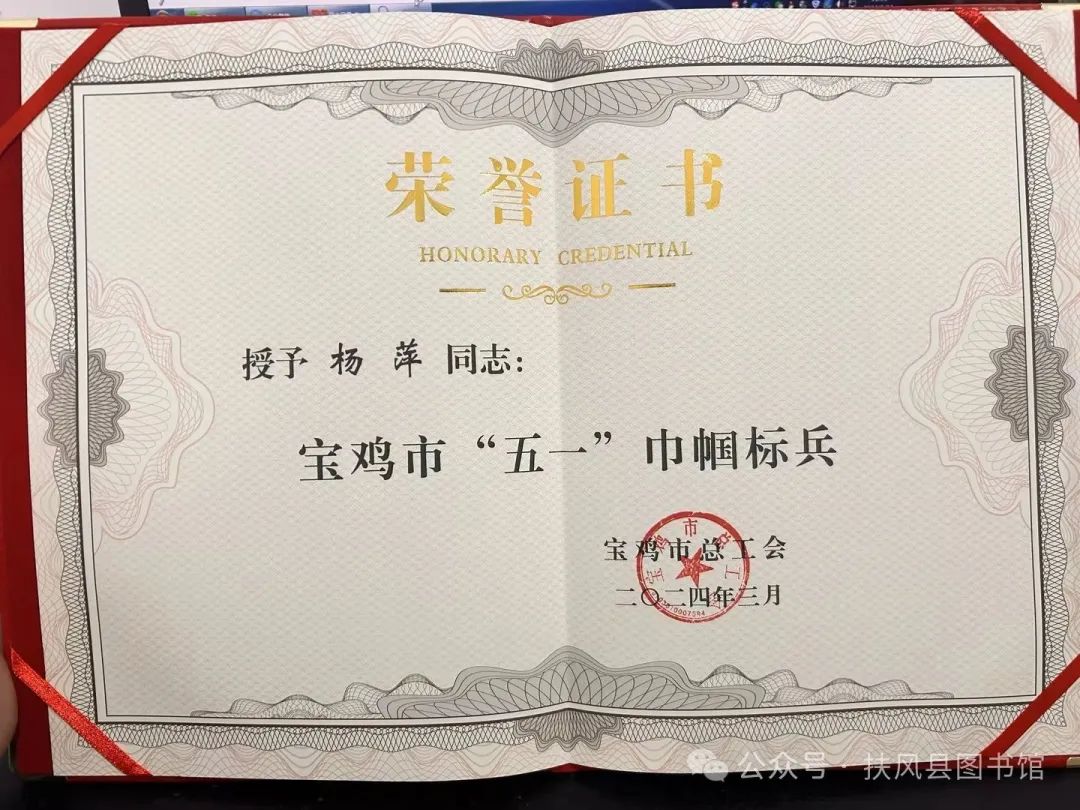 荣誉证书
HONORARY CREDENTIAL
授予 杨 萍 同志：
宝鸡市“五一”巾帼标兵
宝鸡市总工会
二〇二四年三月
公众号·扶风县图书馆